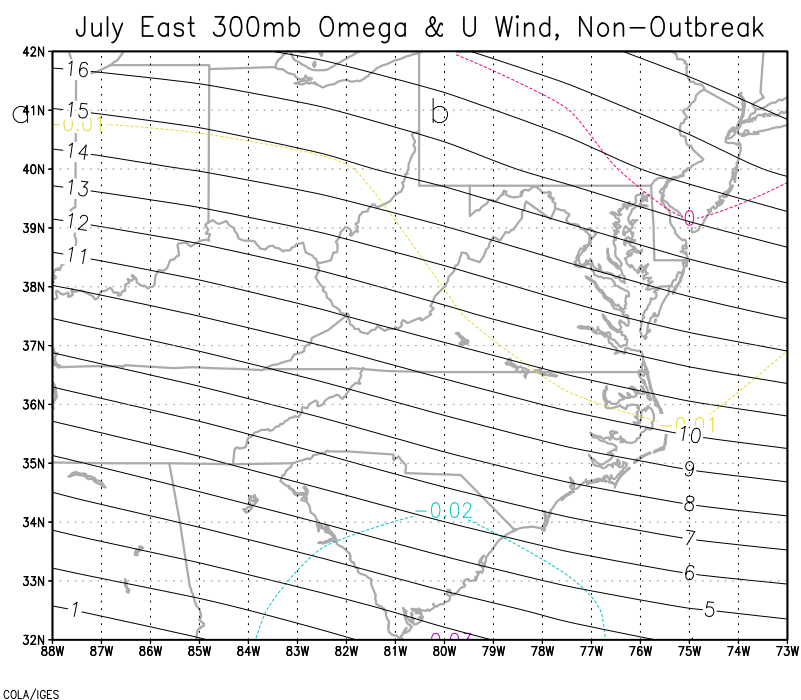 July East 300mb Omega & U Wind, Non-Outbreak
42N
16
41N
a
15
b
-0.01
14
40N
13
0
39N
12
11
38N
37N
36N
-0.01
10
35N
9
8
-0.02
34N
7
6
33N
1
5
32N
88W 87W 86W 85W 84W 83W 82W 81W 80W 79W 78W 77W 76W 75W 74W 73W
COLA/IGES